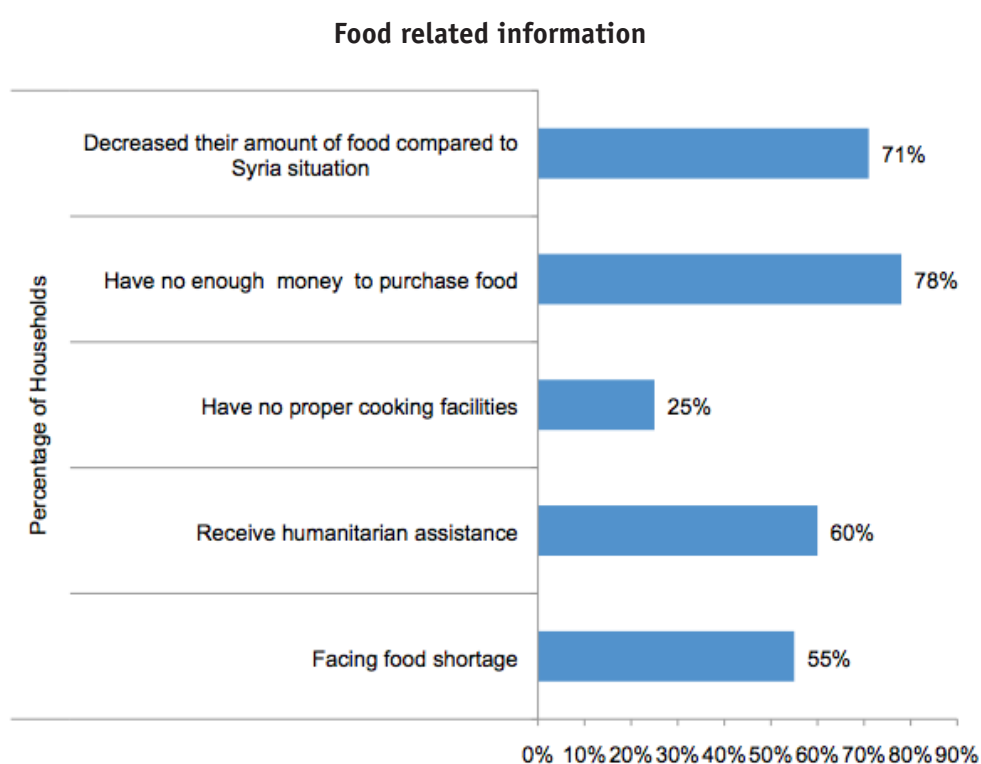 Food related information
Percentage of Households
Decreased their amount of food compared to
Syria situation
71%
Have no enough money to purchase food
78%
Have no proper cooking facilities
25%
Receive humanitarian assistance
60%
Facing food shortage
55%
0% 10% 20% 30% 40% 50% 60% 70% 80% 90%